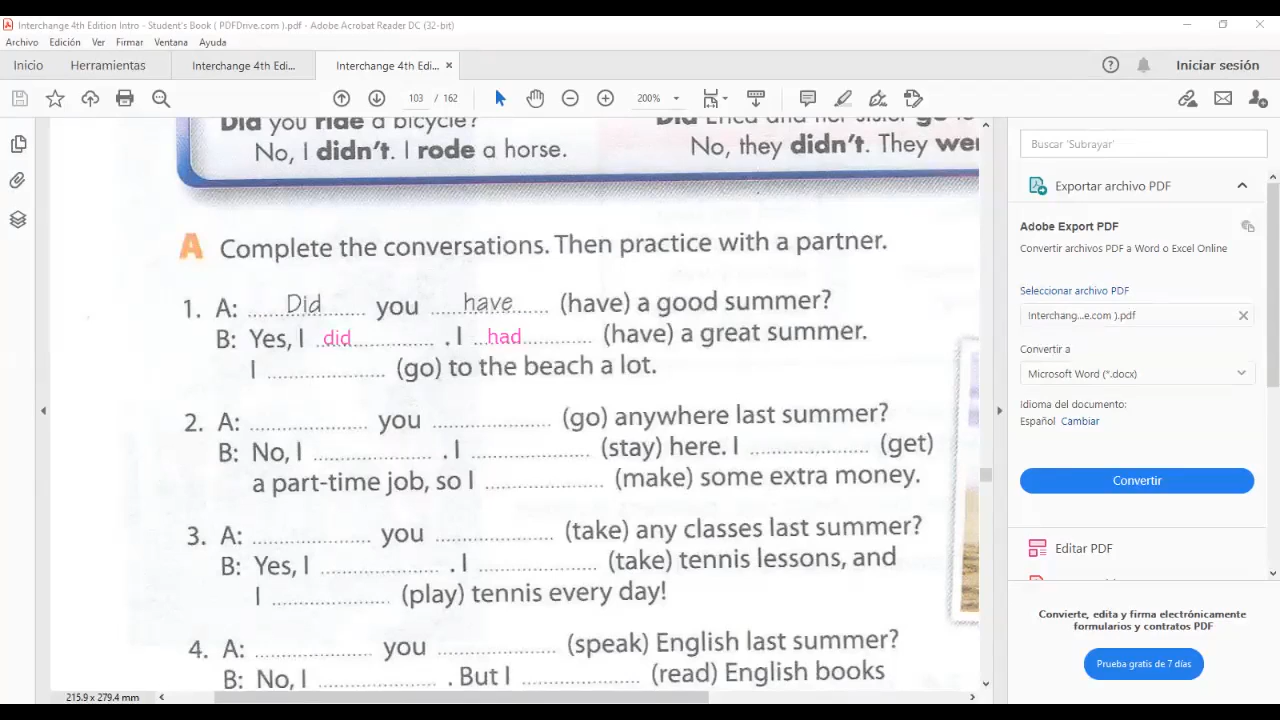 Interchange 4th Edition Intro - Student's Book ( PDFDrive.com ).pdf - Adobe Acrobat Reader DC (32-bit)
Archivo Edición Ver Firmar Ventana Ayuda
Inicio Herramientas Interchange 4th Edi... Interchange 4th Edi... × Iniciar sesión
103 / 162 200%
Did you ride a bicycle?
No, I didn't. I rode a horse.
No, they didn't. They wer
A Complete the conversations. Then practice with a partner.
1. A: Did you have (have) a good summer?
B: Yes, I did . I had (have) a great summer.
I .................... (go) to the beach a lot.
2. A: .................... you .................... (go) anywhere last summer?
B: No, I .................... . I .................... (stay) here. I .................... (get)
a part-time job, so I .................... (make) some extra money.
3. A: .................... you .................... (take) any classes last summer?
B: Yes, I .................... . I .................... (take) tennis lessons, and
I .................... (play) tennis every day!
4. A: .................... you .................... (speak) English last summer?
B: No, I .................... . But I .................... (read) English books
215.9 x 279.4 mm
Buscar 'Subrayar'
Exportar archivo PDF
Adobe Export PDF
Convertir archivos PDF a Word o Excel Online
Seleccionar archivo PDF
Interchang...e.com ).pdf ×
Convertir a
Microsoft Word (*.docx)
Idioma del documento:
Español Cambiar
Convertir
Editar PDF
Convierte, edita y firma electrónicamente
formularios y contratos PDF
Prueba gratis de 7 días